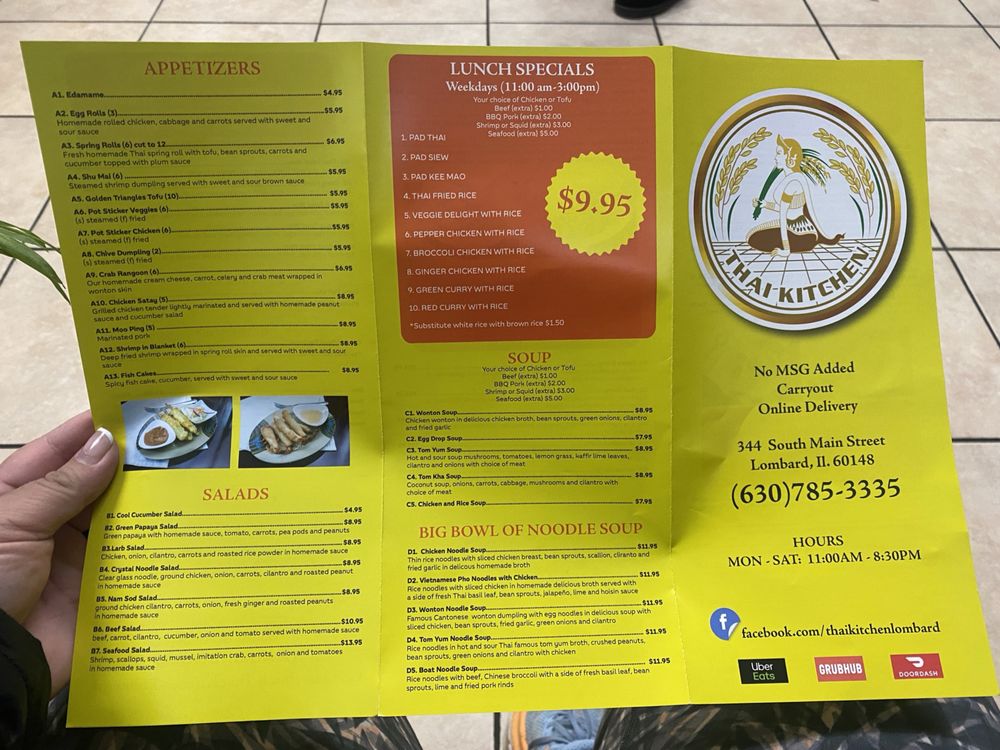 APPETIZERS
A1. Edamame $4.95
A2. Egg Rolls (3) $5.95
Homemade rolled chicken, cabbage and carrots served with sweet and
sour sauce
A3. Spring Rolls (6) cut to 12 $6.95
Fresh homemade Thai spring roll with tofu, bean sprouts, carrots and
cucumber topped with plum sauce
A4. Shu Mai (6) $5.95
Steamed shrimp dumpling served with sweet and sour brown sauce
A5. Golden Triangles Tofu (10) $5.95
A6. Pot Sticker Veggies (6) $5.95
(s) steamed (f) fried
A7. Pot Sticker Chicken (6) $5.95
(s) steamed (f) fried
A8. Chive Dumpling (2) $5.95
(s) steamed (f) fried
A9. Crab Rangoon (6) $6.95
Our homemade cream cheese, carrot, celery and crab meat wrapped in
wonton skin
A10. Chicken Satay (5) $8.95
Grilled chicken tender lightly marinated and served with homemade peanut
sauce and cucumber salad
A11. Moo Ping (5) $8.95
Marinated pork
A12. Shrimp in Blanket (6) $8.95
Deep fried shrimp wrapped in spring roll skin and served with sweet and sour
sauce
A13. Fish Cakes $8.95
Spicy fish cake, cucumber, served with sweet and sour sauce
SALADS
B1. Cool Cucumber Salad $4.95
B2. Green Papaya Salad $8.95
Green papaya with homemade sauce, tomato, carrots, pea pods and peanuts
B3.Larb Salad $8.95
Chicken, onion, cilantro, carrots and roasted rice powder in homemade sauce
B4. Crystal Noodle Salad $8.95
Clear glass noodle, ground chicken, onion, carrots, cilantro and roasted peanut
in homemade sauce
B5. Nam Sod Salad $8.95
ground chicken cilantro, carrots, onion, fresh ginger and roasted peanuts
in homemade sauce
B6. Beef Salad $10.95
beef, carrot, cilantro, cucumber, onion and tomato served with homemade sauce
B7. Seafood Salad $13.95
Shrimp, scallops, squid, mussel, imitation crab, carrots, onion and tomatoes
in homemade sauce
LUNCH SPECIALS
Weekdays (11:00 am-3:00pm)
Your choice of Chicken or Tofu
Beef (extra) $1.00
BBQ Pork (extra) $2.00
Shrimp or Squid (extra) $3.00
Seafood (extra) $5.00
1. PAD THAI
2. PAD SIEW
3. PAD KEE MAO
4. THAI FRIED RICE
5. VEGGIE DELIGHT WITH RICE
6. PEPPER CHICKEN WITH RICE
7. BROCCOLI CHICKEN WITH RICE
8. GINGER CHICKEN WITH RICE
9. GREEN CURRY WITH RICE
10. RED CURRY WITH RICE
*Substitute white rice with brown rice $1.50
$9.95
SOUP
Your choice of Chicken or Tofu
Beef (extra) $1.00
BBQ Pork (extra) $2.00
Shrimp or Squid (extra) $3.00
Seafood (extra) $5.00
C1. Wonton Soup $8.95
Chicken wonton in delicious chicken broth, bean sprouts, green onions, cilantro
and fried garlic
C2. Egg Drop Soup $7.95
C3. Tom Yum Soup $8.95
Hot and sour soup mushrooms, tomatoes, lemon grass, kaffir lime leaves,
cilantro and onions with choice of meat
C4. Tom Kha Soup $8.95
Coconut soup, onions, carrots, cabbage, mushrooms and cilantro with
choice of meat
C5. Chicken and Rice Soup $7.95
BIG BOWL OF NOODLE SOUP
D1. Chicken Noodle Soup $11.95
Thin rice noodles with sliced chicken breast, bean sprouts, scallion, cliranto and
fried garlic in delicous homemade broth
D2. Vietnamese Pho Noodles with Chicken $11.95
Rice noodles with sliced chicken in homemade delicious broth served with
a side of fresh Thai basil leaf, bean sprouts, jalapeño, lime and hoisin sauce
D3. Wonton Noodle Soup $11.95
Famous Cantonese wonton dumpling with egg noodles in delicious soup with
sliced chicken, bean sprouts, fried garlic, green onions and cilantro
D4. Tom Yum Noodle Soup $11.95
Rice noodles in hot and sour Thai famous tom yum broth, crushed peanuts,
bean sprouts, green onions and cilantro with chicken
D5. Boat Noodle Soup $11.95
Rice noodles with beef, Chinese broccoli with a side of fresh basil leaf, bean
sprouts, lime and fried pork rinds
THAI KITCHEN
No MSG Added
Carryout
Online Delivery
344 South Main Street
Lombard, Il. 60148
(630)785-3335
HOURS
MON - SAT: 11:00AM - 8:30PM
facebook.com/thaikitchenlombard
Uber
Eats
GRUBHUB
DOORDASH